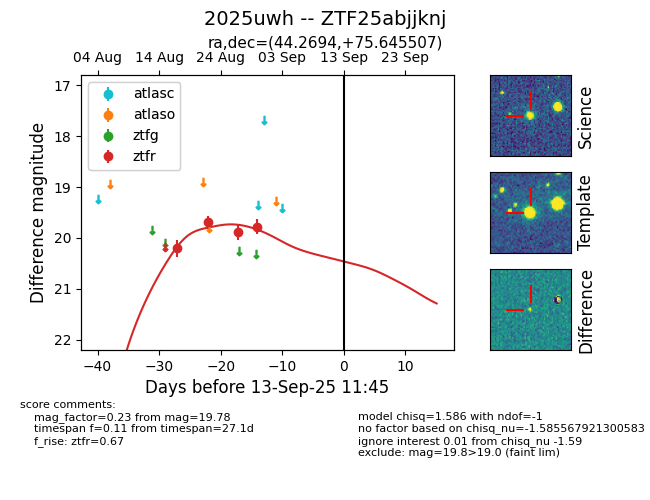 2025uwh -- ZTF25abjjknj
ra,dec=(44.2694,+75.645507)
04 Aug
14 Aug
24 Aug
03 Sep
13 Sep
23 Sep
atlasc
atlaso
ztfg
ztfr
17
18
19
20
21
22
Difference magnitude
−40
−30
−20
−10
0
10
Days before 13-Sep-25 11:45
Science
Template
Difference
score comments:
mag_factor=0.23 from mag=19.78
timespan f=0.11 from timespan=27.1d
f_rise: ztfr=0.67
model chisq=1.586 with ndof=-1
no factor based on chisq_nu=-1.585567921300583
ignore interest 0.01 from chisq_nu -1.59
exclude: mag=19.8>19.0 (faint lim)